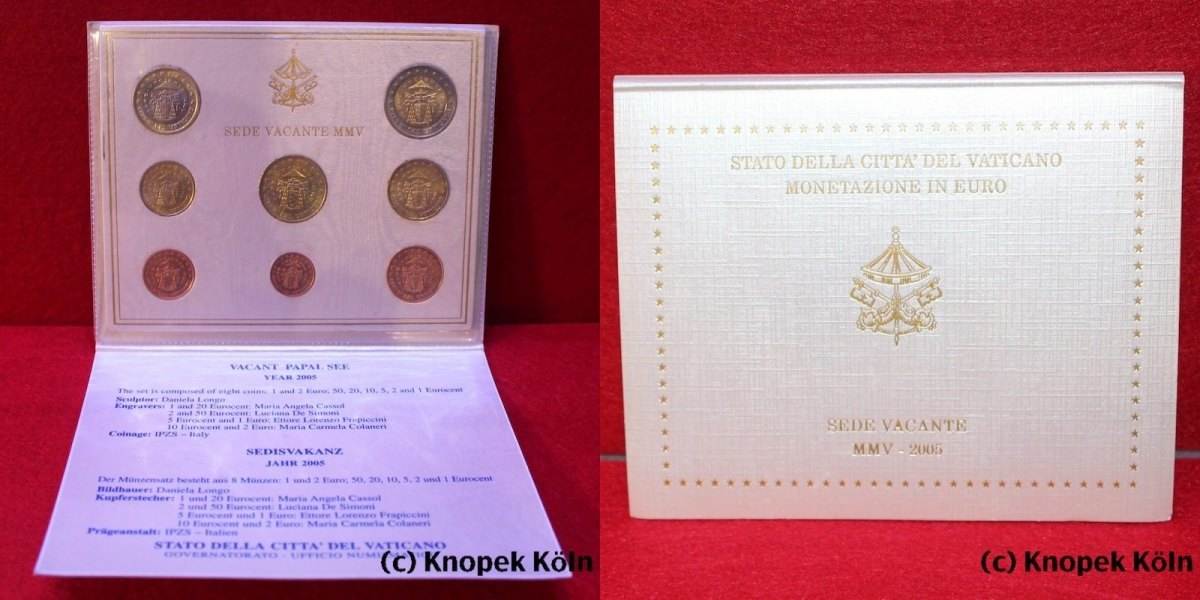 SEDE VACANTE MMV
VACANT PAPAL SEE
YEAR 2005
The set is composed of eight coins: 1 and 2 Euro; 50, 20, 10, 5, 2 and 1 Eurocent
Sculptor: Daniela Longo
Engravers: 1 and 20 Eurocent: Maria Angela Cassol
2 and 50 Eurocent: Luciana De Simoni
5 Eurocent and 1 Euro: Ettore Lorenzo Frapiccini
10 Eurocent and 2 Euro: Maria Carmela Colaneri
Coinage: IPZS – Italy
SEDISVAKANZ
JAHR 2005
Der Münzensatz besteht aus 8 Münzen: 1 und 2 Euro; 50, 20, 10, 5, 2 und 1 Eurocent
Bildhauer: Daniela Longo
Kupferstecher: 1 und 20 Eurocent: Maria Angela Cassol
2 und 50 Eurocent: Luciana De Simoni
5 Eurocent und 1 Euro: Ettore Lorenzo Frapiccini
10 Eurocent und 2 Euro: Maria Carmela Colaneri
Prägeanstalt: IPZS – Italien
STATO DELLA CITTA' DEL VATICANO
GOVERNATORATO - UFFICIO
(c) Knopek Köln
STATO DELLA CITTA' DEL VATICANO
MONETAZIONE IN EURO
SEDE VACANTE
MMV - 2005
(c) Knopek Köln